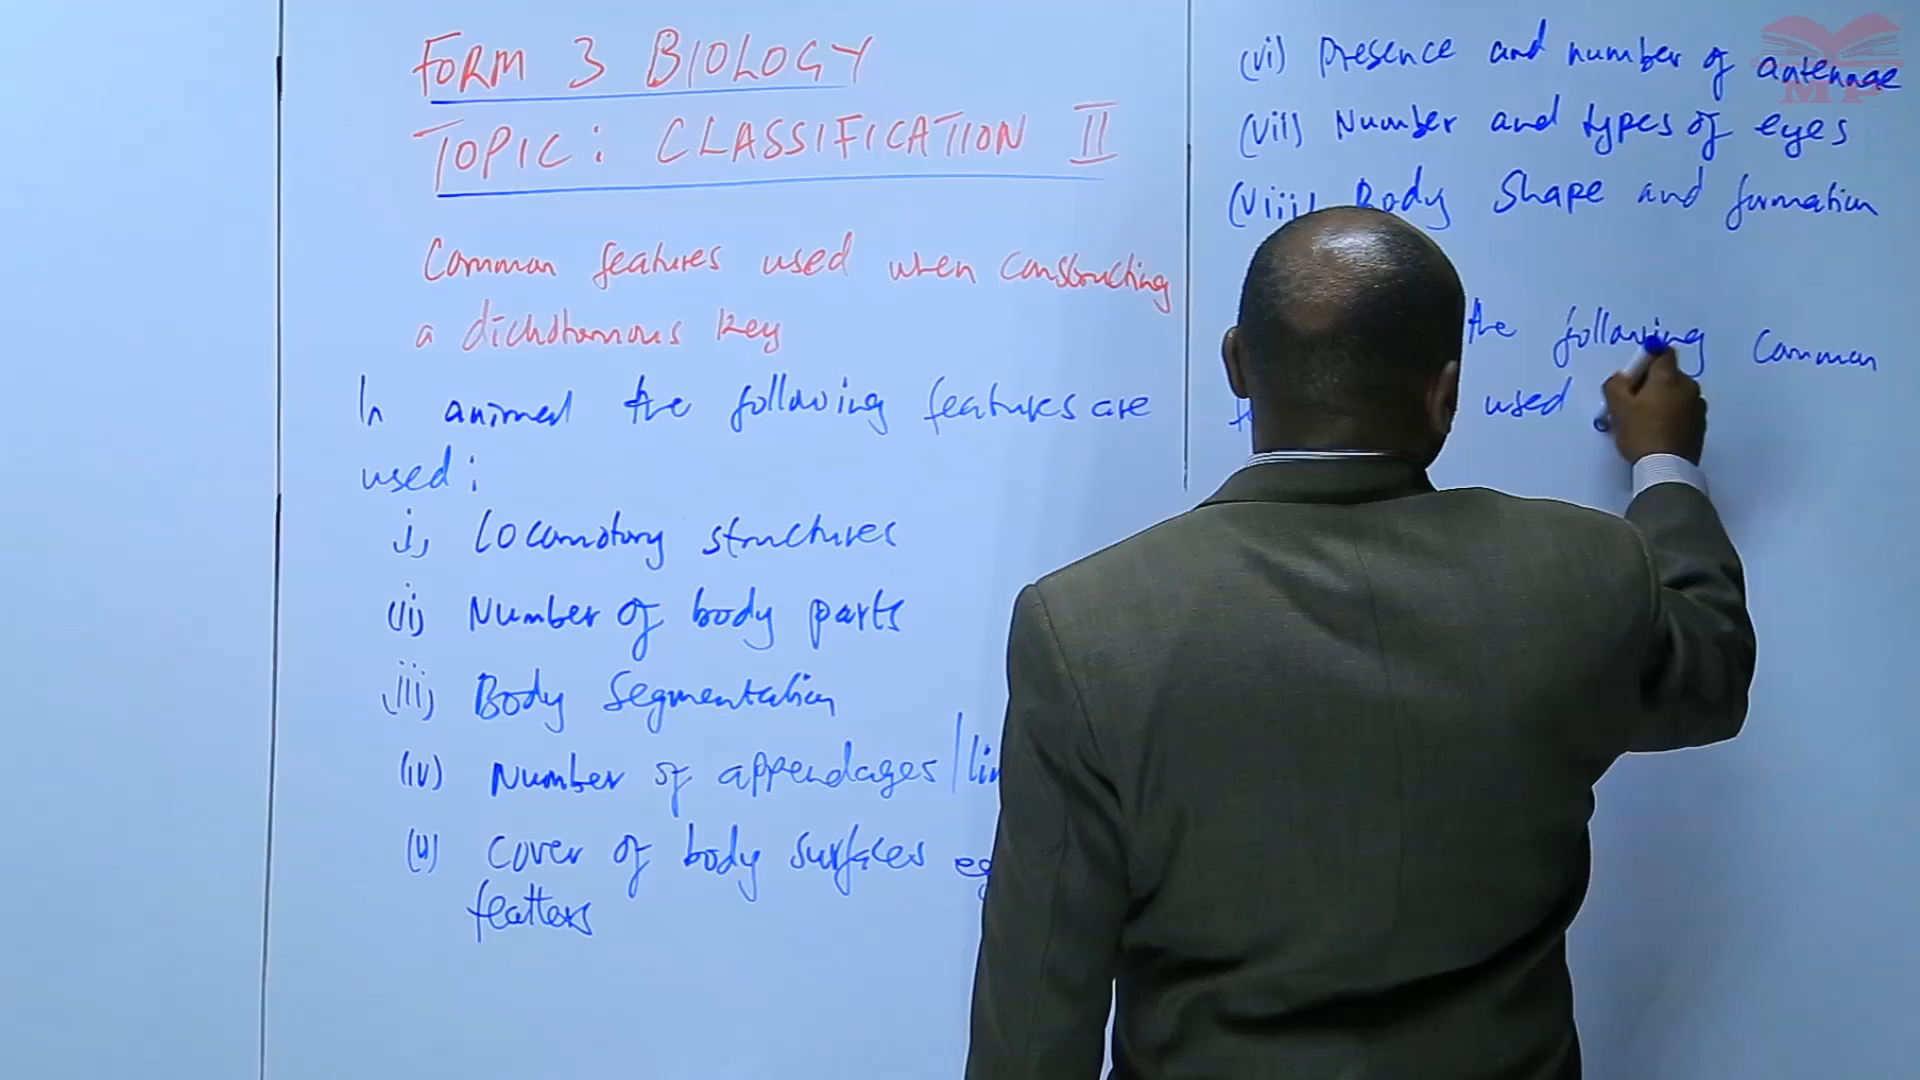 FORM 3 BIOLOGY
TOPIC: CLASSIFICATION II
Common features used when constructing
a dichotomous key
In animal the following features are
used:
i) Locomotory structures
(ii) Number of body parts
(iii) Body segmentation
(iv) Number of appendages/
(v) Cover of body surfaces eg
(vi) Presence and number of antennae
(vii) Number and types of eyes
(viii) Body Shape and formation
the following common
used
MP